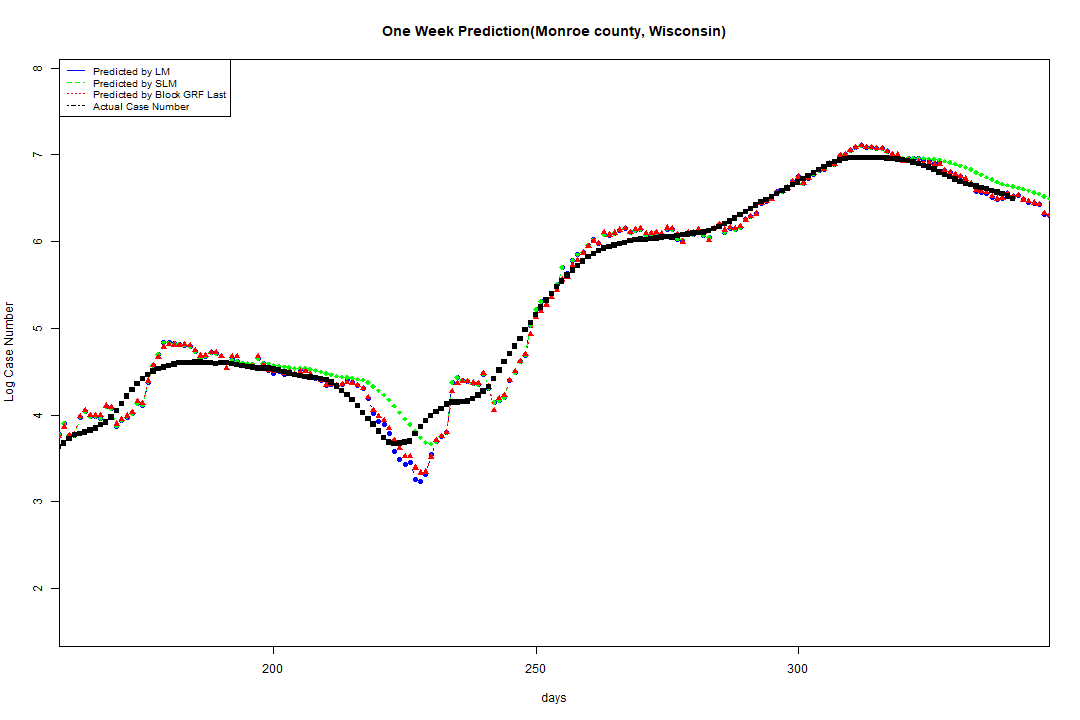 One Week Prediction(Monroe county, Wisconsin)
Predicted by LM
Predicted by SLM
Predicted by Block GRF Last
Actual Case Number
8
7
6
5
4
3
2
Log Case Number
200 250 300
days